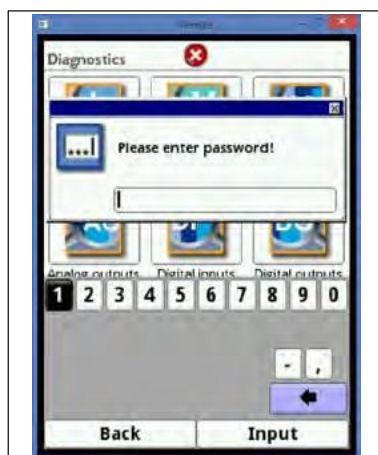 Diagnostics
...|
Please enter password!
Analog outputs Digital inputs Digital outputs
1 2 3 4 5 6 7 8 9 0
- ,
Back Input